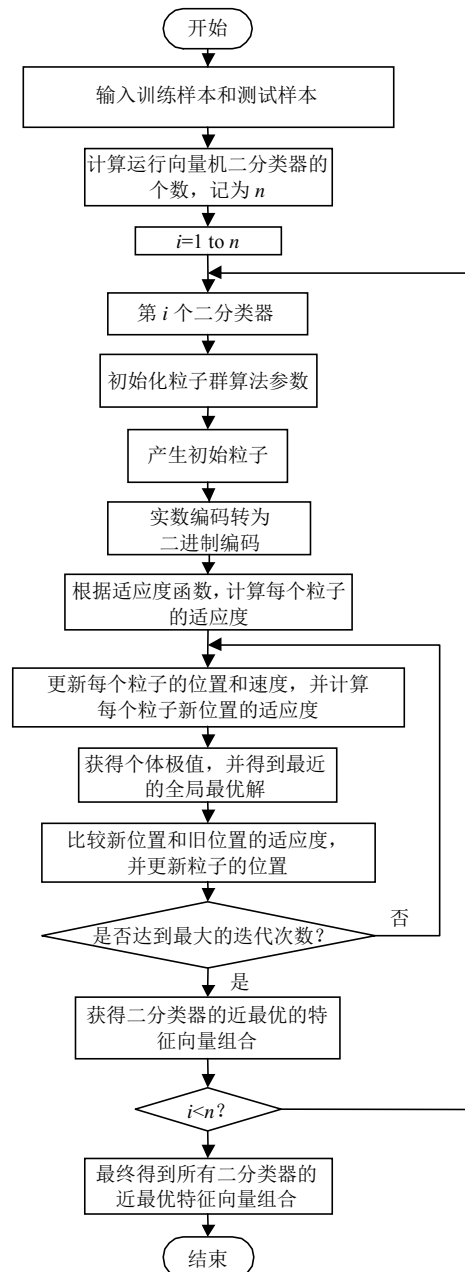 开始
输入训练样本和测试样本
计算运行向量机二分类器的
个数，记为 n
i=1 to n
第 i 个二分类器
初始化粒子群算法参数
产生初始粒子
实数编码转为
二进制编码
根据适应度函数，计算每个粒子
的适应度
更新每个粒子的位置和速度，并计算
每个粒子新位置的适应度
获得个体极值，并得到最近
的全局最优解
比较新位置和旧位置的适应度，
并更新粒子的位置
是否达到最大的迭代次数？
否
是
获得二分类器的近最优的特
征向量组合
i<n？
最终得到所有二分类器的
近最优特征向量组合
结束